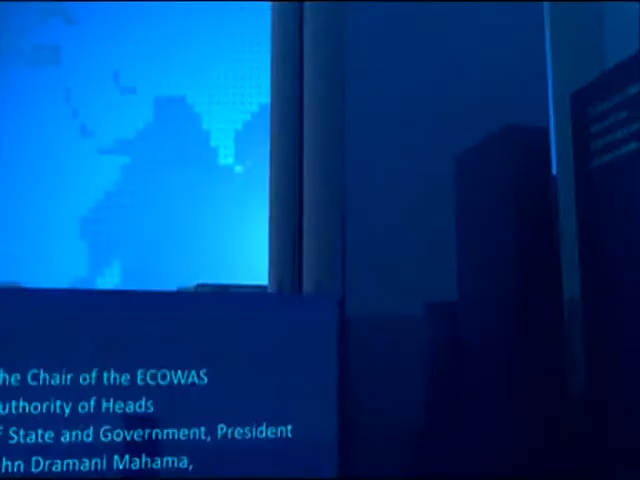 he Chair of the ECOWAS
uthority of Heads
f State and Government, President
hn Dramani Mahama,